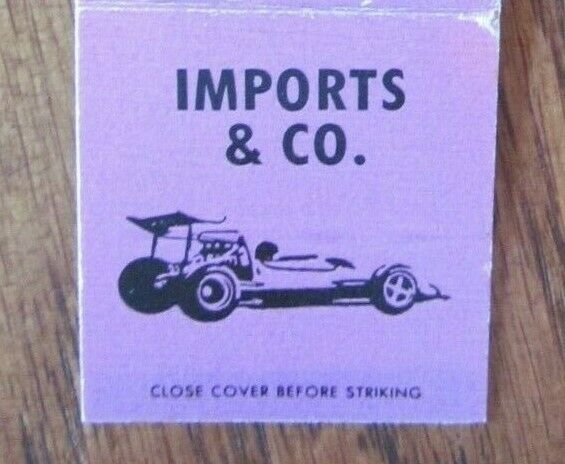 IMPORTS
& CO.
CLOSE COVER BEFORE STRIKING